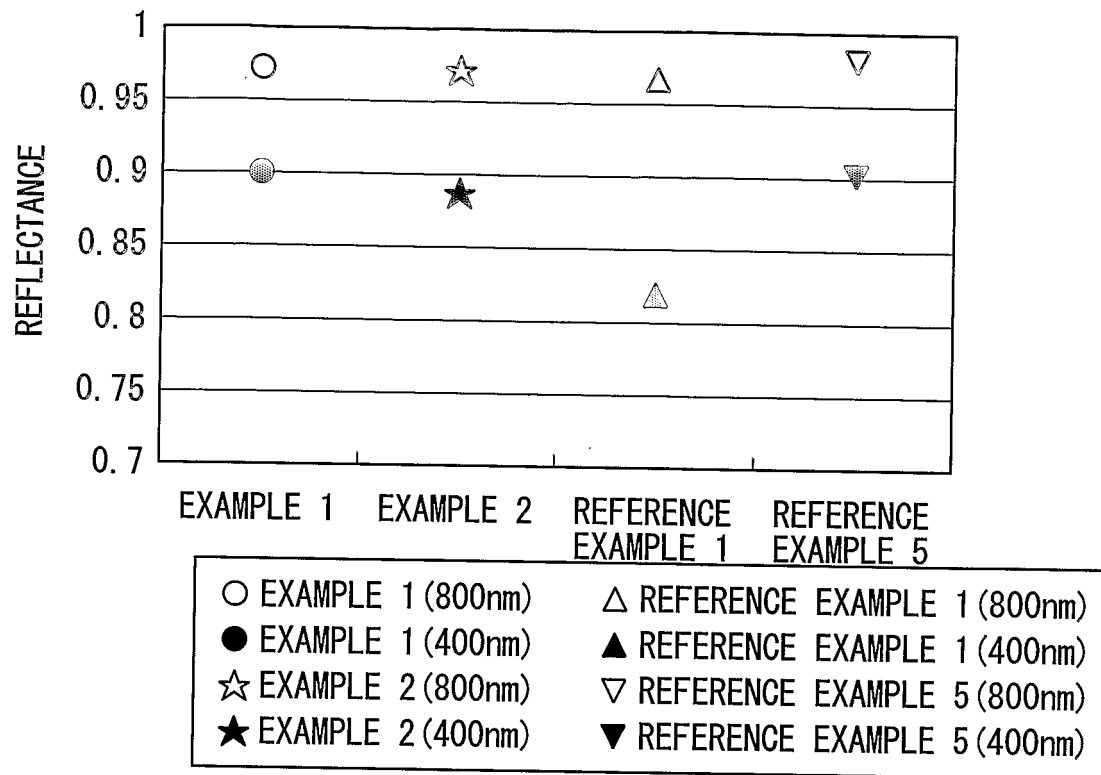 1
0.95
0.9
0.85
0.8
0.75
0.7
REFLECTANCE
EXAMPLE 1
EXAMPLE 2
REFERENCE
EXAMPLE 1
REFERENCE
EXAMPLE 5
EXAMPLE 1(800nm)
EXAMPLE 1(400nm)
EXAMPLE 2(800nm)
EXAMPLE 2(400nm)
REFERENCE EXAMPLE 1(800nm)
REFERENCE EXAMPLE 1(400nm)
REFERENCE EXAMPLE 5(800nm)
REFERENCE EXAMPLE 5(400nm)